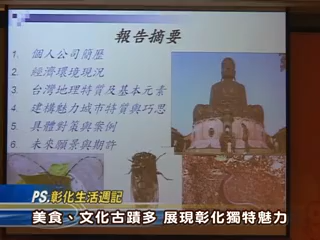 報告摘要
1. 個人公司簡歷
2. 經濟環境現況
3. 台灣地理特質及基本元素
4. 建構魅力城市特質與巧思
5. 具體對策與案例
6. 未來願景與期許
PS.彰化生活週記
美食、文化古蹟多 展現彰化獨特魅力